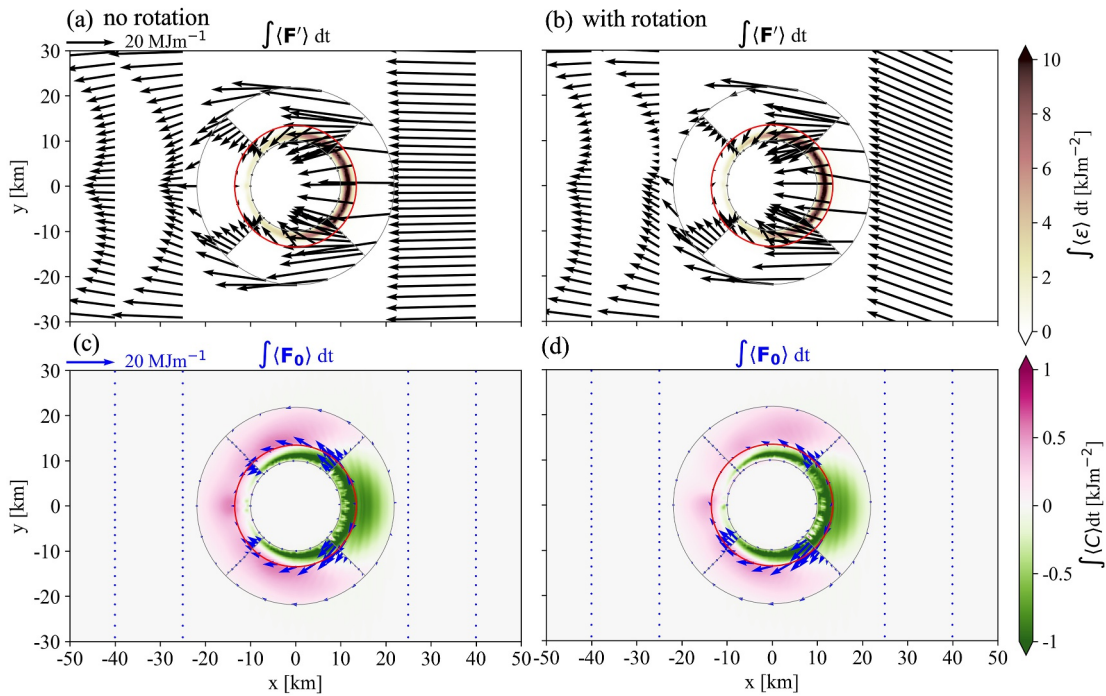 (a) no rotation
(b) with rotation
20 MJm⁻¹
∫⟨F′⟩ dt
∫⟨F′⟩ dt
30
20
10
0
-10
-20
-30
y [km]
10
8
6
4
2
0
∫⟨ε⟩ dt [kJm⁻²]
(c)
20 MJm⁻¹
∫⟨F₀⟩ dt
(d)
∫⟨F₀⟩ dt
30
20
10
0
-10
-20
-30
y [km]
-50 -40 -30 -20 -10 0 10 20 30 40 50
x [km]
-50 -40 -30 -20 -10 0 10 20 30 40 50
x [km]
1
0.5
0
-0.5
-1
∫⟨C⟩dt [kJm⁻²]